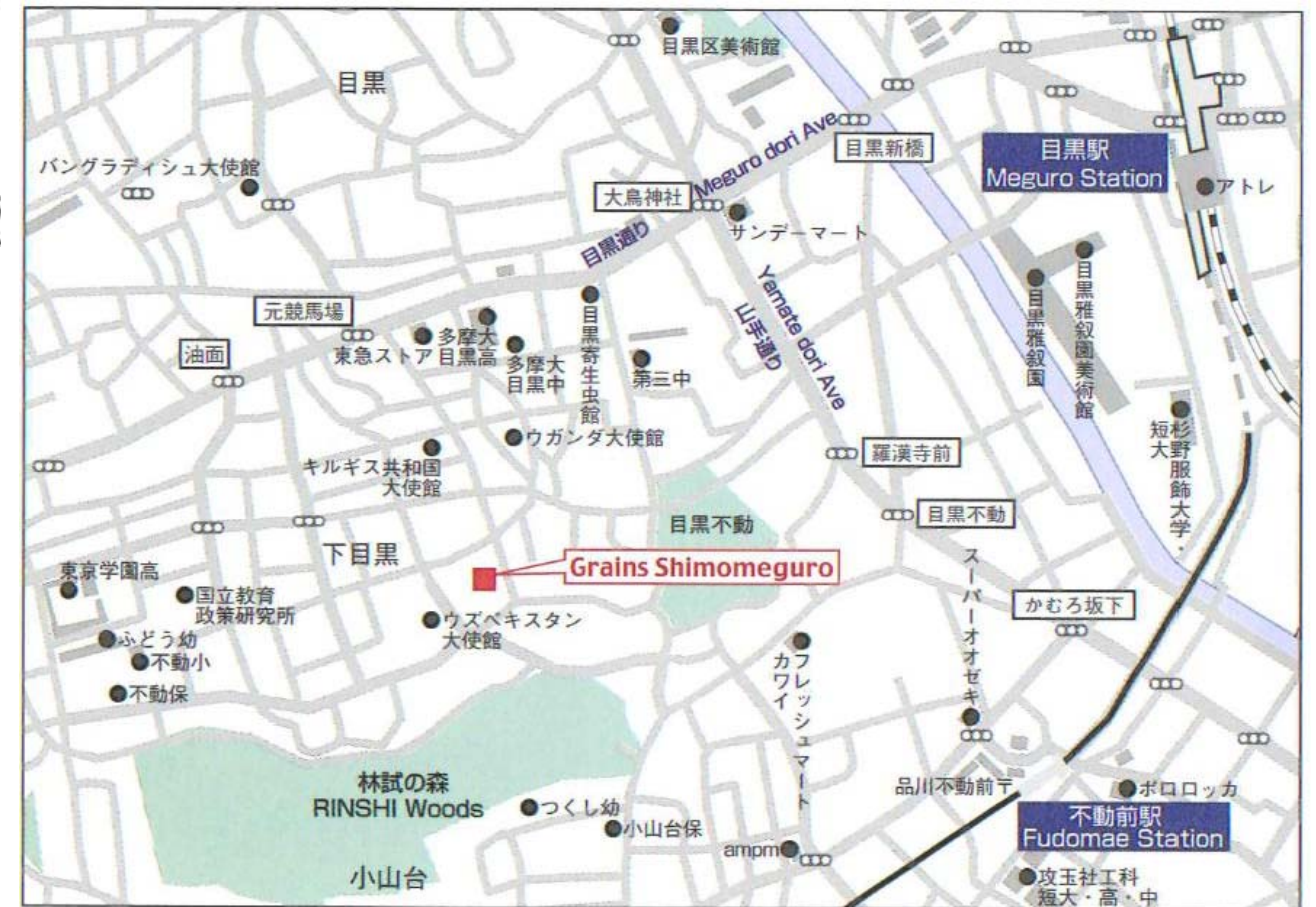 目黒区美術館
目黒
バングラディシュ大使館
Meguro dori Ave
目黒新橋
目黒駅
Meguro Station
アトレ
大鳥神社
サンデーマート
目黒通り
Yamate dori Ave
山手通り
目黒雅叙園
目黒雅叙園美術館
元競馬場
東急ストア
多摩大
目黒高
多摩大
目黒中
目黒寄生虫館
第三中
油面
ウガンダ大使館
キルギス共和国
大使館
羅漢寺前
杉野服飾大学・
短大
目黒不動
目黒不動
下目黒
Grains Shimomeguro
スーパーオオゼキ
かむろ坂下
東京学園高
国立教育
政策研究所
ふどう幼
不動小
不動保
ウズベキスタン
大使館
フレッシュマート
カワイ
林試の森
RINSHI Woods
つくし幼
小山台保
小山台
品川不動前〒
ポロロッカ
不動前駅
Fudomae Station
ampm
攻玉社工科
短大・高・中